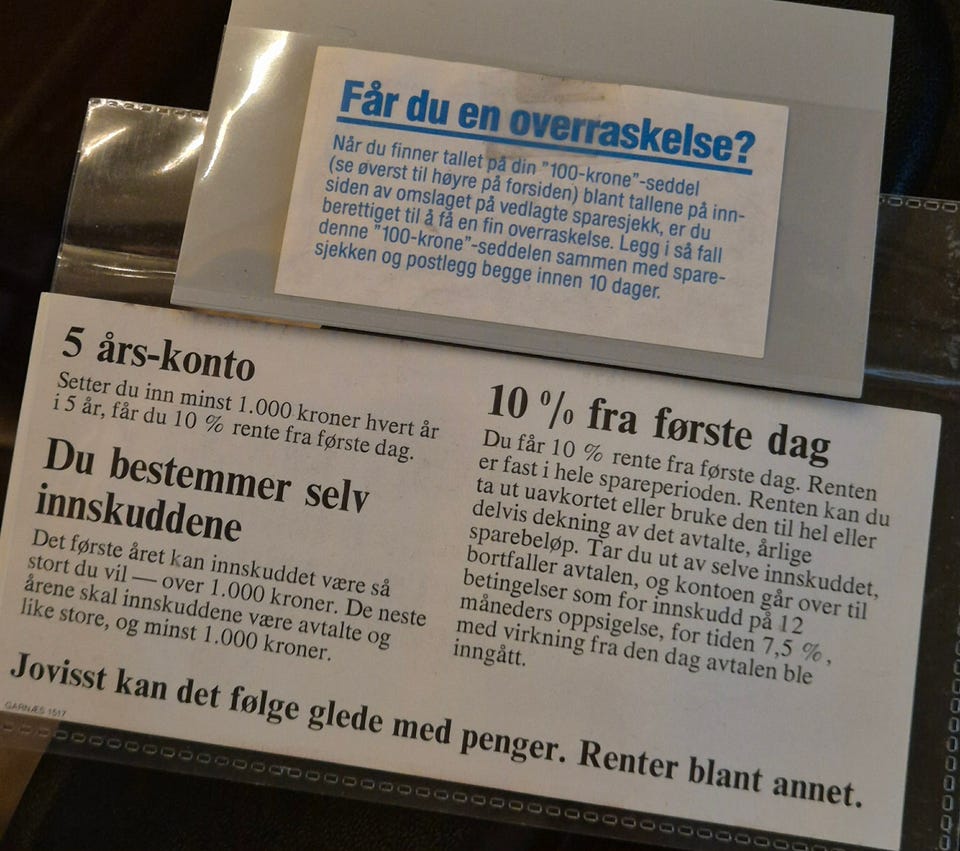 Får du en overraskelse?
Når du finner tallet på din "100-krone"-seddel
(se øverst til høyre på forsiden) blant tallene på inn-
siden av omslaget på vedlagte sparesjekk, er du
berettiget til å få en fin overraskelse. Legg i så fall
denne "100-krone"-seddelen sammen med spare-
sjekken og postlegg begge innen 10 dager.
5 års-konto
Setter du inn minst 1.000 kroner hvert år
i 5 år, får du 10 % rente fra første dag.
Du bestemmer selv
innskuddene
Det første året kan innskuddet være så
stort du vil — over 1.000 kroner. De neste
årene skal innskuddene være avtalte og
like store, og minst 1.000 kroner.
10 % fra første dag
Du får 10 % rente fra første dag. Renten
er fast i hele spareperioden. Renten kan du
ta ut uavkortet eller bruke den til hel eller
delvis dekning av det avtalte, årlige
sparebeløp. Tar du ut av selve innskuddet,
bortfaller avtalen, og kontoen går over til
betingelser som for innskudd på 12
måneders oppsigelse, for tiden 7,5 %,
med virkning fra den dag avtalen ble
inngått.
Jovisst kan det følge glede med penger. Renter blant annet.
GARNÆS 1517